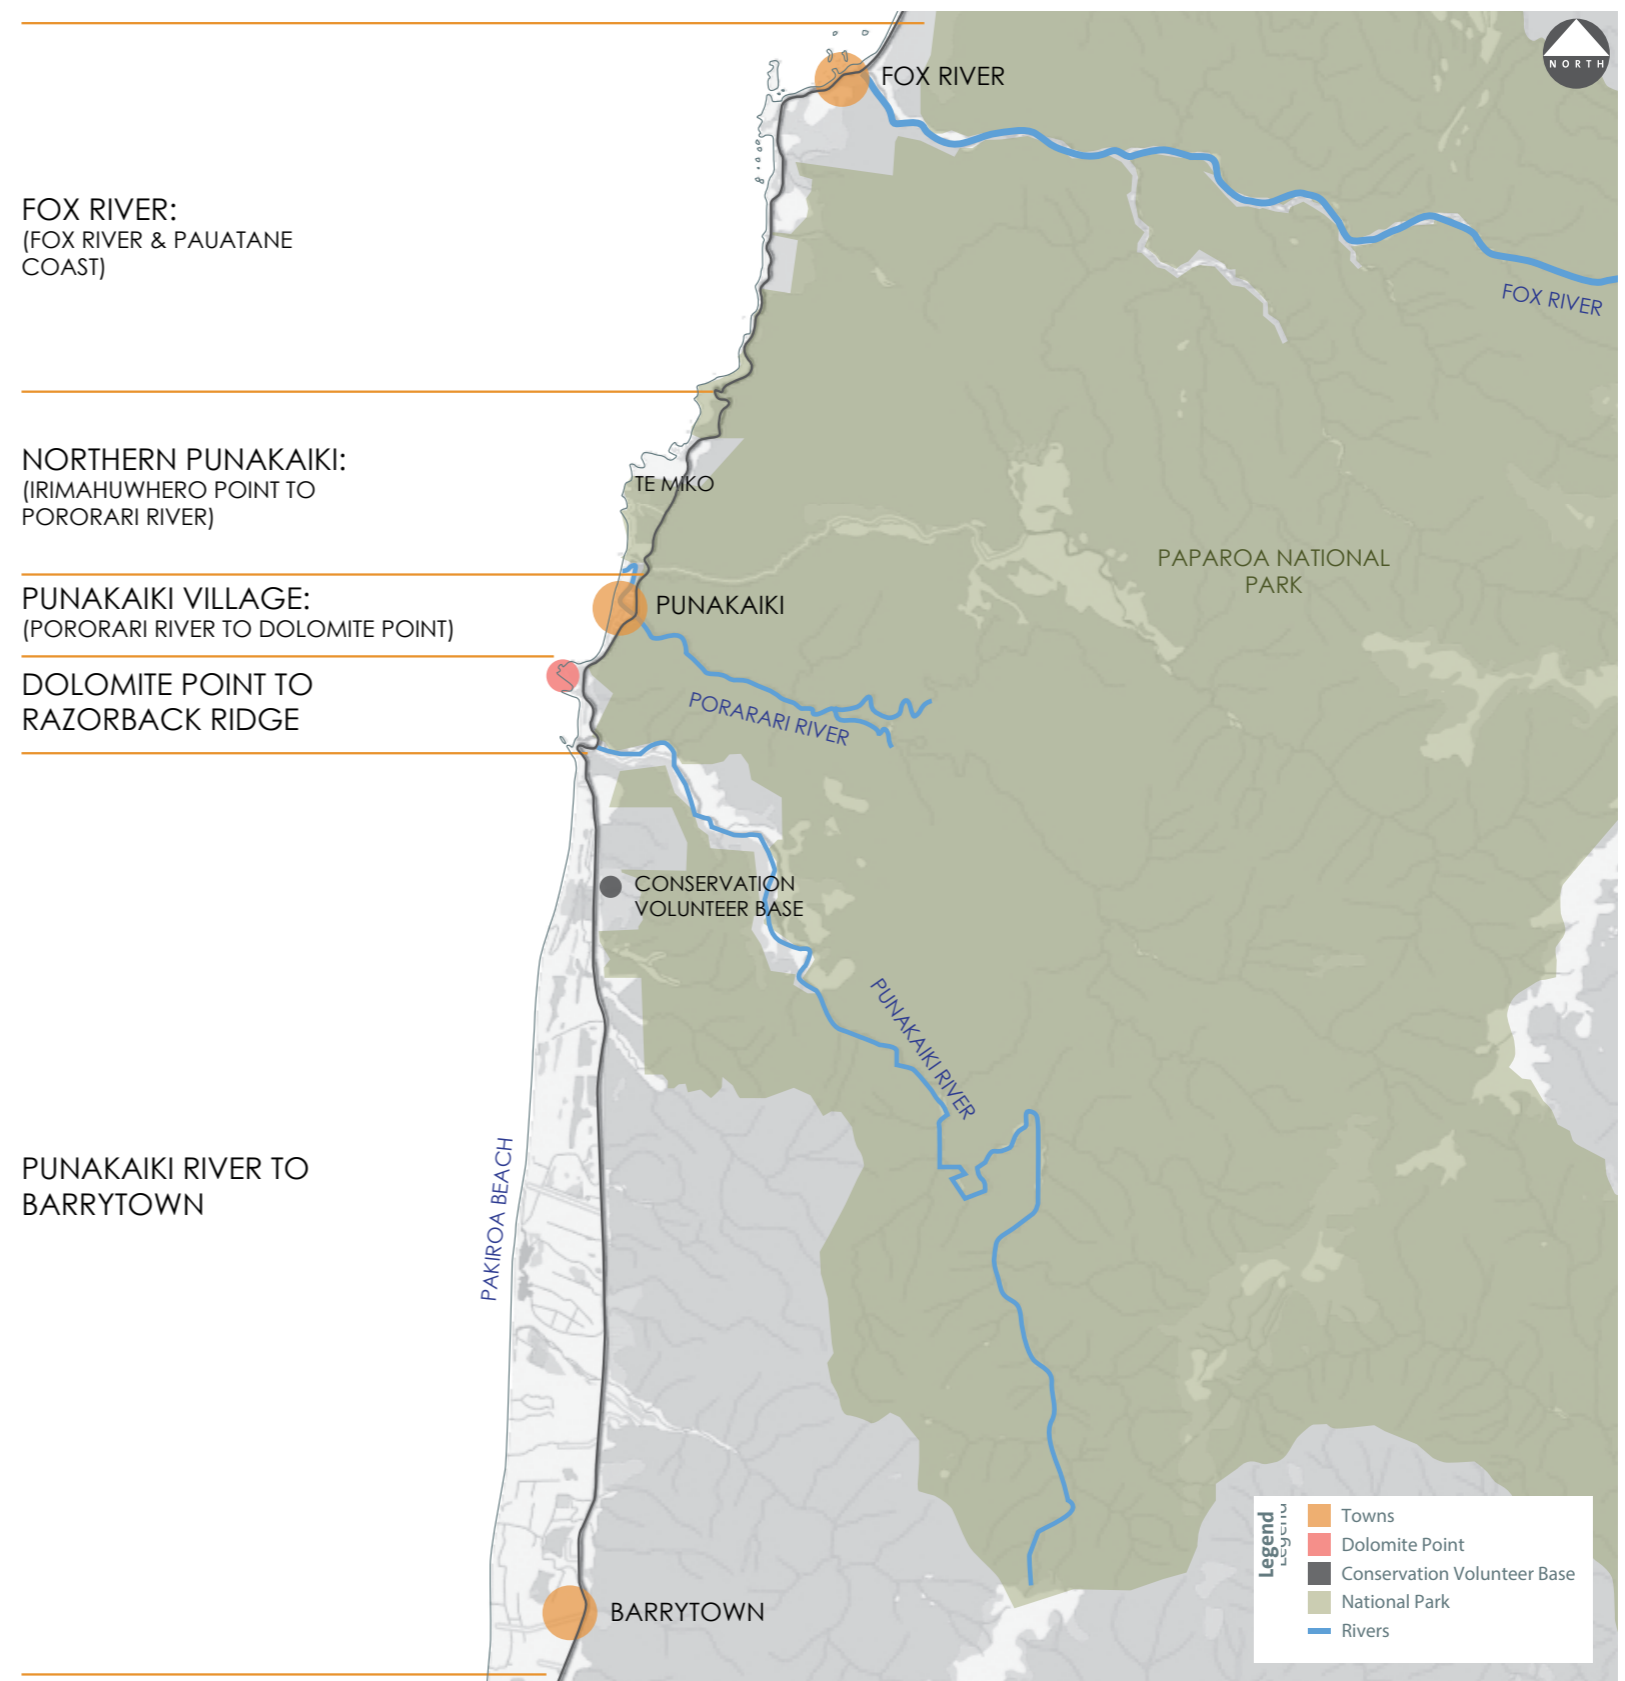 NORTH
FOX RIVER
FOX RIVER:
(FOX RIVER & PAUATANE
COAST)
FOX RIVER
NORTHERN PUNAKAIKI:
(IRIMAHUWHERO POINT TO
PORORARI RIVER)
TE MIKO
PAPAROA NATIONAL
PARK
PUNAKAIKI VILLAGE:
(PORORARI RIVER TO DOLOMITE POINT)
PUNAKAIKI
DOLOMITE POINT TO
RAZORBACK RIDGE
PORARARI RIVER
CONSERVATION
VOLUNTEER BASE
PUNAKAIKI RIVER
PUNAKAIKI RIVER TO
BARRYTOWN
PAKIROA BEACH
BARRYTOWN
Legend
Legend
Towns
Dolomite Point
Conservation Volunteer Base
National Park
Rivers